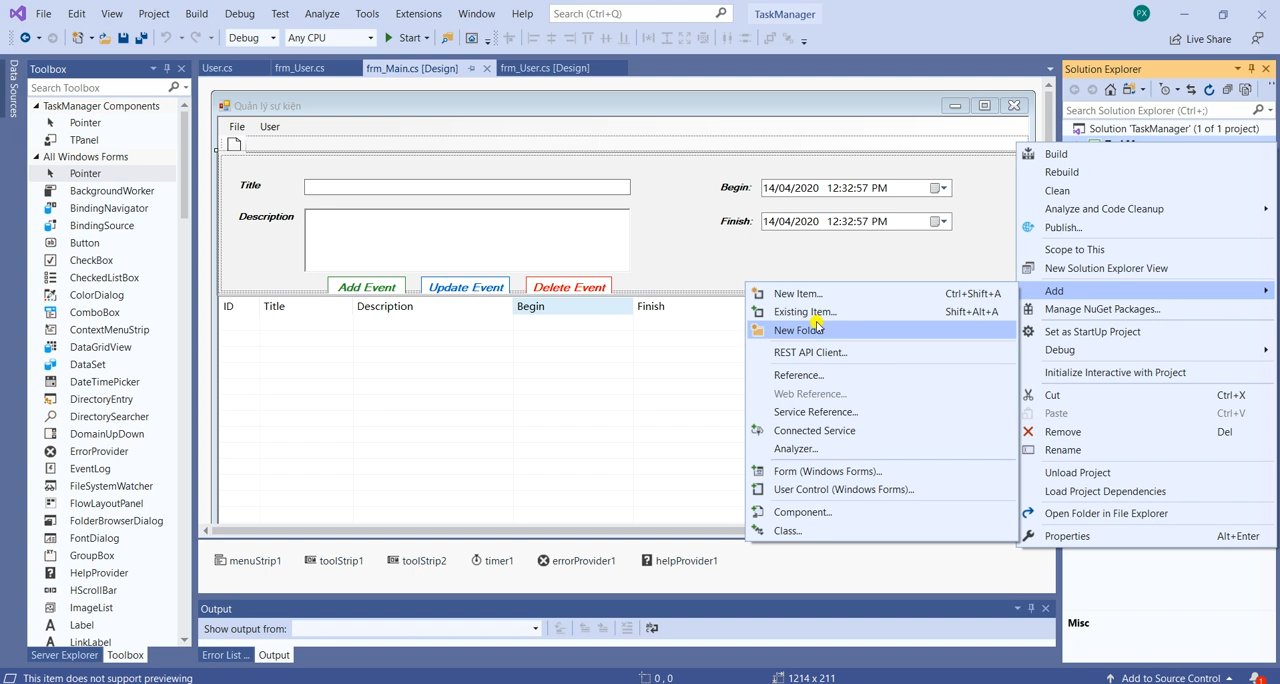 File Edit View Project Build Debug Test Analyze Tools Extensions Window Help Search (Ctrl+Q) TaskManager PX
Debug Any CPU Start Live Share
Data Sources
Toolbox
Search Toolbox
TaskManager Components
Pointer
TPanel
All Windows Forms
Pointer
BackgroundWorker
BindingNavigator
BindingSource
Button
CheckBox
CheckedListBox
ColorDialog
ComboBox
ContextMenuStrip
DataGridView
DataSet
DateTimePicker
DirectoryEntry
DirectorySearcher
DomainUpDown
ErrorProvider
EventLog
FileSystemWatcher
FlowLayoutPanel
FolderBrowserDialog
FontDialog
GroupBox
HelpProvider
HScrollBar
ImageList
Label
LinkLabel
Server Explorer Toolbox
User.cs frm_User.cs frm_Main.cs [Design] frm_User.cs [Design]
Quản lý sự kiện
File User
Title
Description
Begin: 14/04/2020 12:32:57 PM
Finish: 14/04/2020 12:32:57 PM
Add Event Update Event Delete Event
ID Title Description Begin Finish
menuStrip1 toolStrip1 toolStrip2 timer1 errorProvider1 helpProvider1
Output
Show output from:
Error List ... Output
New Item... Ctrl+Shift+A
Existing Item... Shift+Alt+A
New Folder
REST API Client...
Reference...
Web Reference...
Service Reference...
Connected Service
Analyzer...
Form (Windows Forms)...
User Control (Windows Forms)...
Component...
Class...
Solution Explorer
Search Solution Explorer (Ctrl+;)
Solution 'TaskManager' (1 of 1 project)
Build
Rebuild
Clean
Analyze and Code Cleanup
Publish...
Scope to This
New Solution Explorer View
Add
Manage NuGet Packages...
Set as StartUp Project
Debug
Initialize Interactive with Project
Cut Ctrl+X
Paste Ctrl+V
Remove Del
Rename
Unload Project
Load Project Dependencies
Open Folder in File Explorer
Properties Alt+Enter
Misc
This item does not support previewing 0 , 0 1214 x 211 Add to Source Control 1